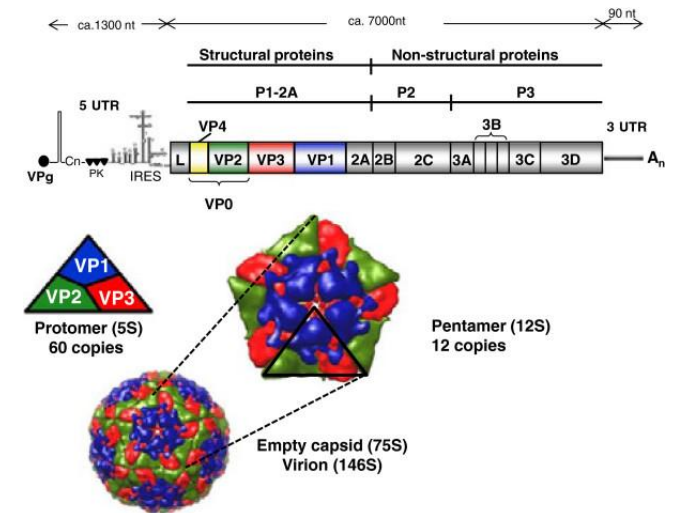 ca.1300 nt
ca. 7000nt
90 nt
Structural proteins
Non-structural proteins
P1-2A
P2
P3
5 UTR
VP4
3B
3 UTR
VPg
Cn
PK
IRES
L
VP2
VP3
VP1
2A
2B
2C
3A
3C
3D
An
VP0
VP1
VP2
VP3
Protomer (5S)
60 copies
Pentamer (12S)
12 copies
Empty capsid (75S)
Virion (146S)